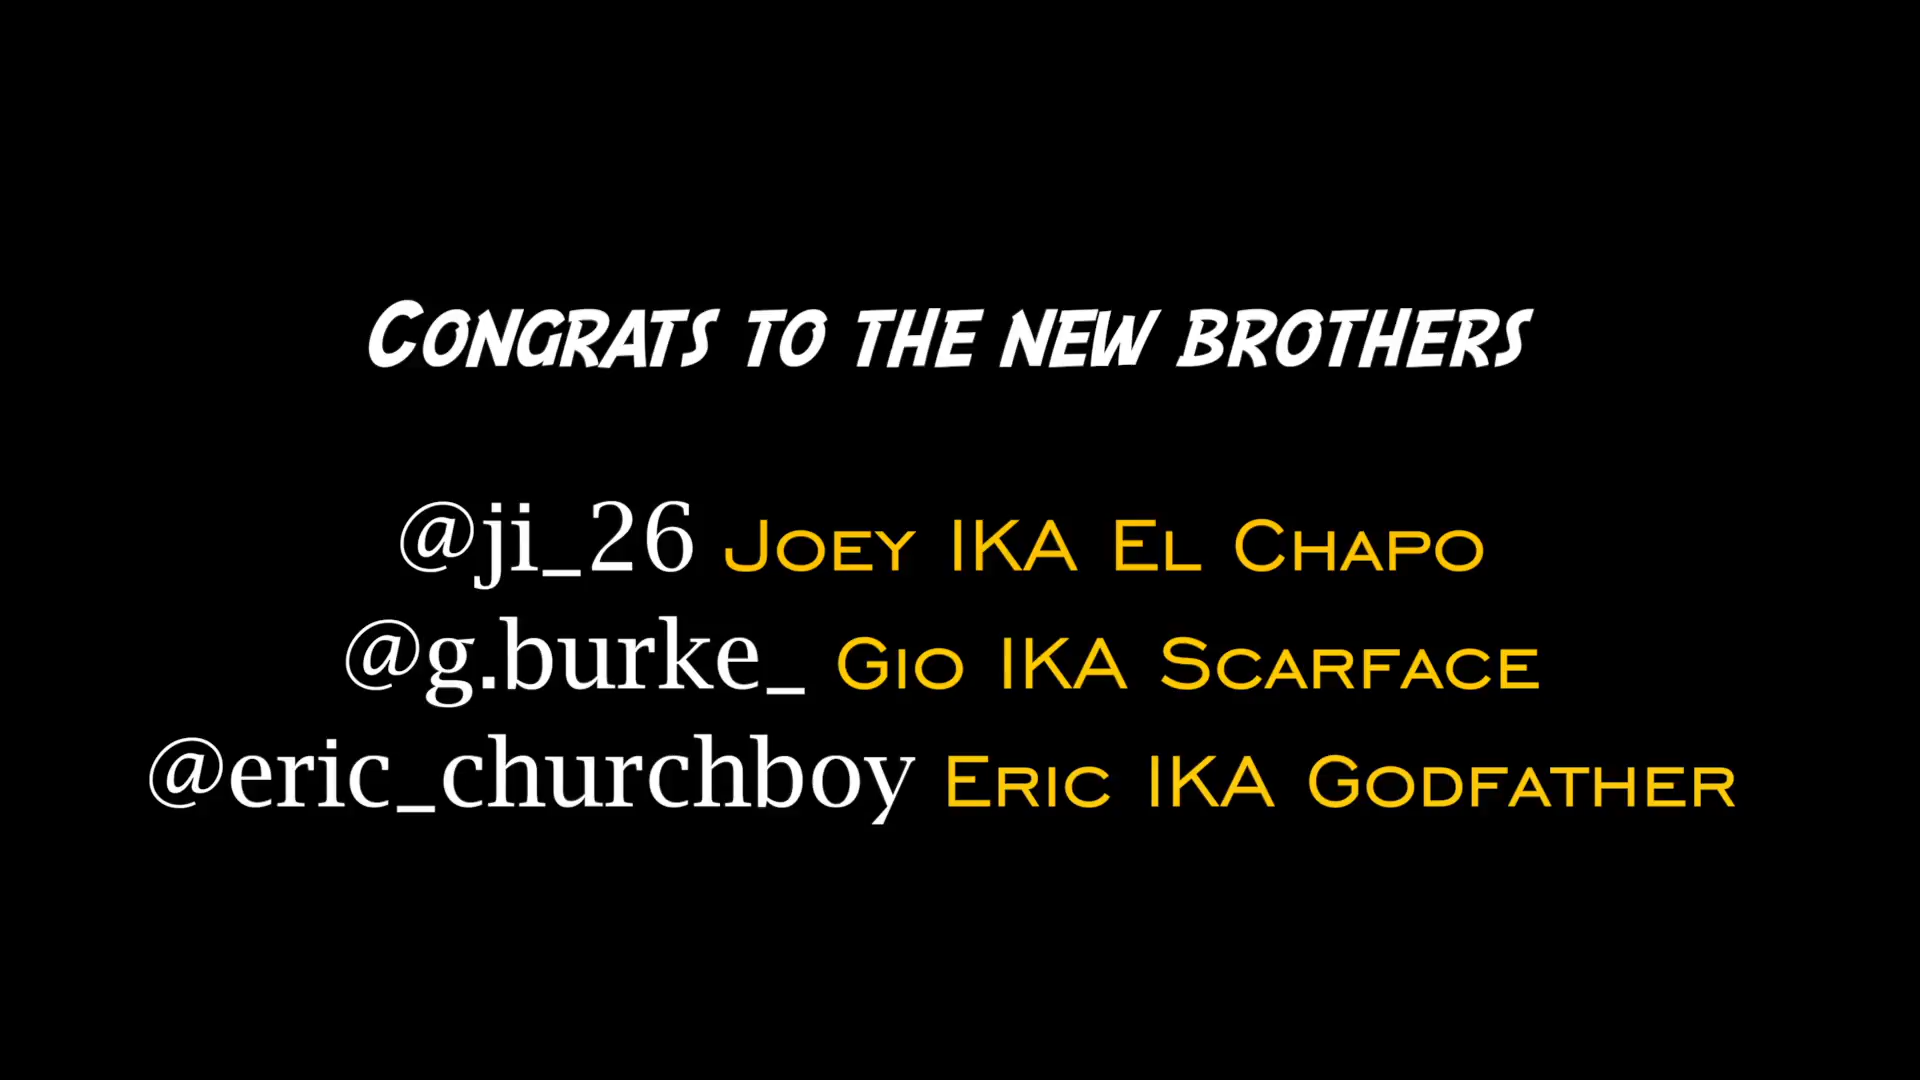 Congrats to the new brothers
@ji_26 Joey IKA El Chapo
@g.burke_ Gio IKA Scarface
@eric_churchboy Eric IKA Godfather